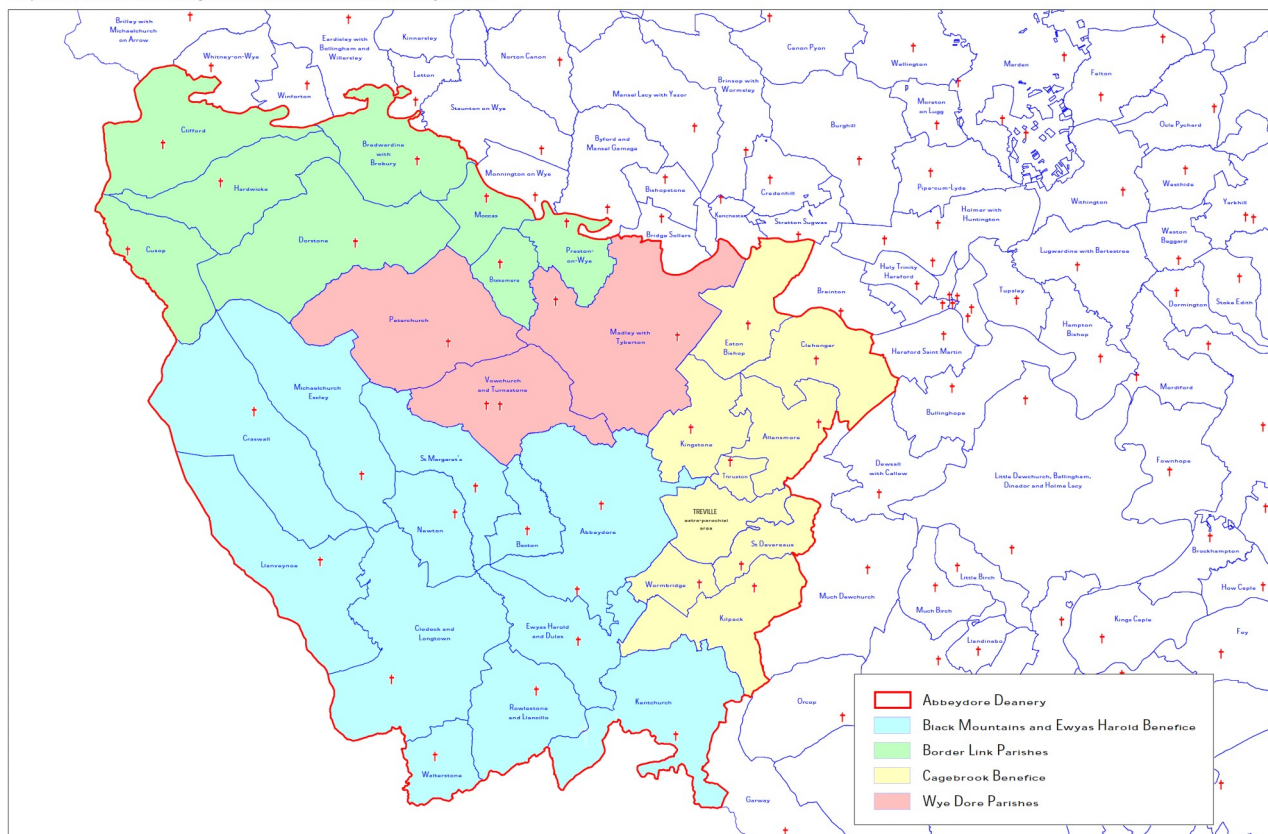 Brilley with
Michaelchurch
on Arrow
Eardisley with
Bollingham and
Willersley
Kinnersley
Whitney-on-Wye
Winforton
Letton
Norton Canon
Canon Pyon
Wellington
Marden
Felton
Staunton on Wye
Mansel Lacy with Yazor
Brinsop with
Wormsley
Moreton
on Lugg
Burghill
Ocle Pychard
Clifford
Bredwardine
with
Brobury
Byford and
Mansel Gamage
Hardwicke
Monnington on Wye
Bishopstone
Credenhill
Pipe-cum-Lyde
Westhide
Withington
Yarkhill
Moccas
Kenchester
Holmer with
Huntington
Cusop
Dorstone
Preston-
on-Wye
Bridge Sollers
Stretton Sugwas
Lugwardine with Bartestree
Weston
Beggard
Blakemere
Holy Trinity
Hereford
Breinton
Tupsley
Dormington
Stoke Edith
Peterchurch
Madley with
Tyberton
Eaton
Bishop
Clehonger
Hereford Saint Martin
Hampton
Bishop
Mordiford
Michaelchurch
Escley
Vowchurch
and Turnastone
Bullinghope
Craswall
Kingstone
Allensmore
St Margaret's
Dewsall
with Callow
Fownhope
Thruxton
Little Dewchurch, Ballingham,
Dinedor and Holme Lacy
TREVILLE
extra-parochial
area
Newton
Bacton
Abbeydore
St Devereaux
Brockhampton
Llanveynoe
Wormbridge
Little Birch
How Caple
Much Dewchurch
Much Birch
Kilpeck
Kings Caple
Foy
Clodock and
Longtown
Ewyas Harold
and Dulas
Llandinabo
Orcop
Kentchurch
Rowlestone
and Llancillo
Walterstone
Garway
Abbeydore Deanery
Black Mountains and Ewyas Harold Benefice
Border Link Parishes
Cagebrook Benefice
Wye Dore Parishes